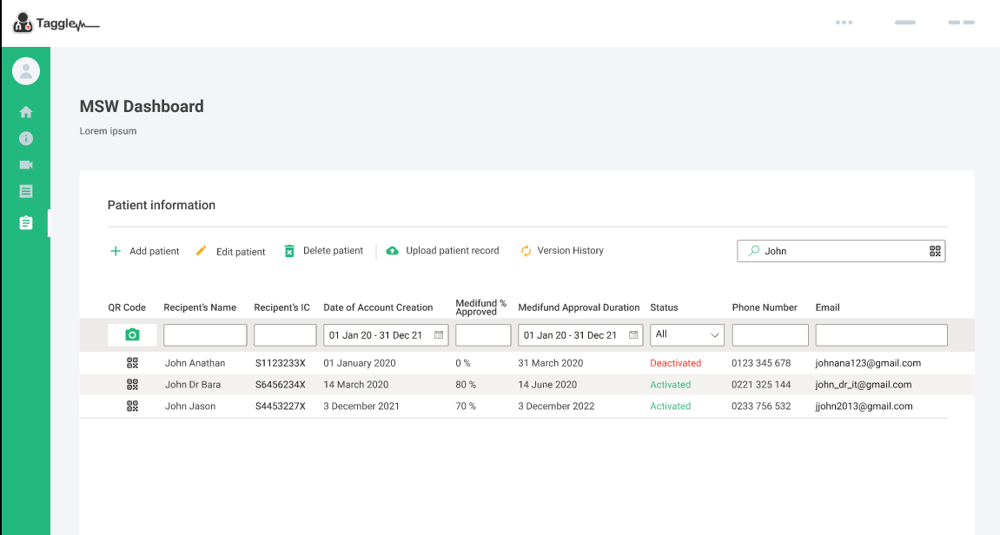 Taggle
MSW Dashboard
Lorem ipsum
Patient information
Add patient Edit patient Delete patient Upload patient record Version History John
QR Code Recipent's Name Recipent's IC Date of Account Creation Medifund % Approved Medifund Approval Duration Status Phone Number Email
01 Jan 20 - 31 Dec 21 01 Jan 20 - 31 Dec 21 All
John Anathan S1123233X 01 January 2020 0 % 31 March 2020 Deactivated 0123 345 678 johnana123@gmail.com
John Dr Bara S6456234X 14 March 2020 80 % 14 June 2020 Activated 0221 325 144 john_dr_it@gmail.com
John Jason S4453227X 3 December 2021 70 % 3 December 2022 Activated 0233 756 532 jjohn2013@gmail.com